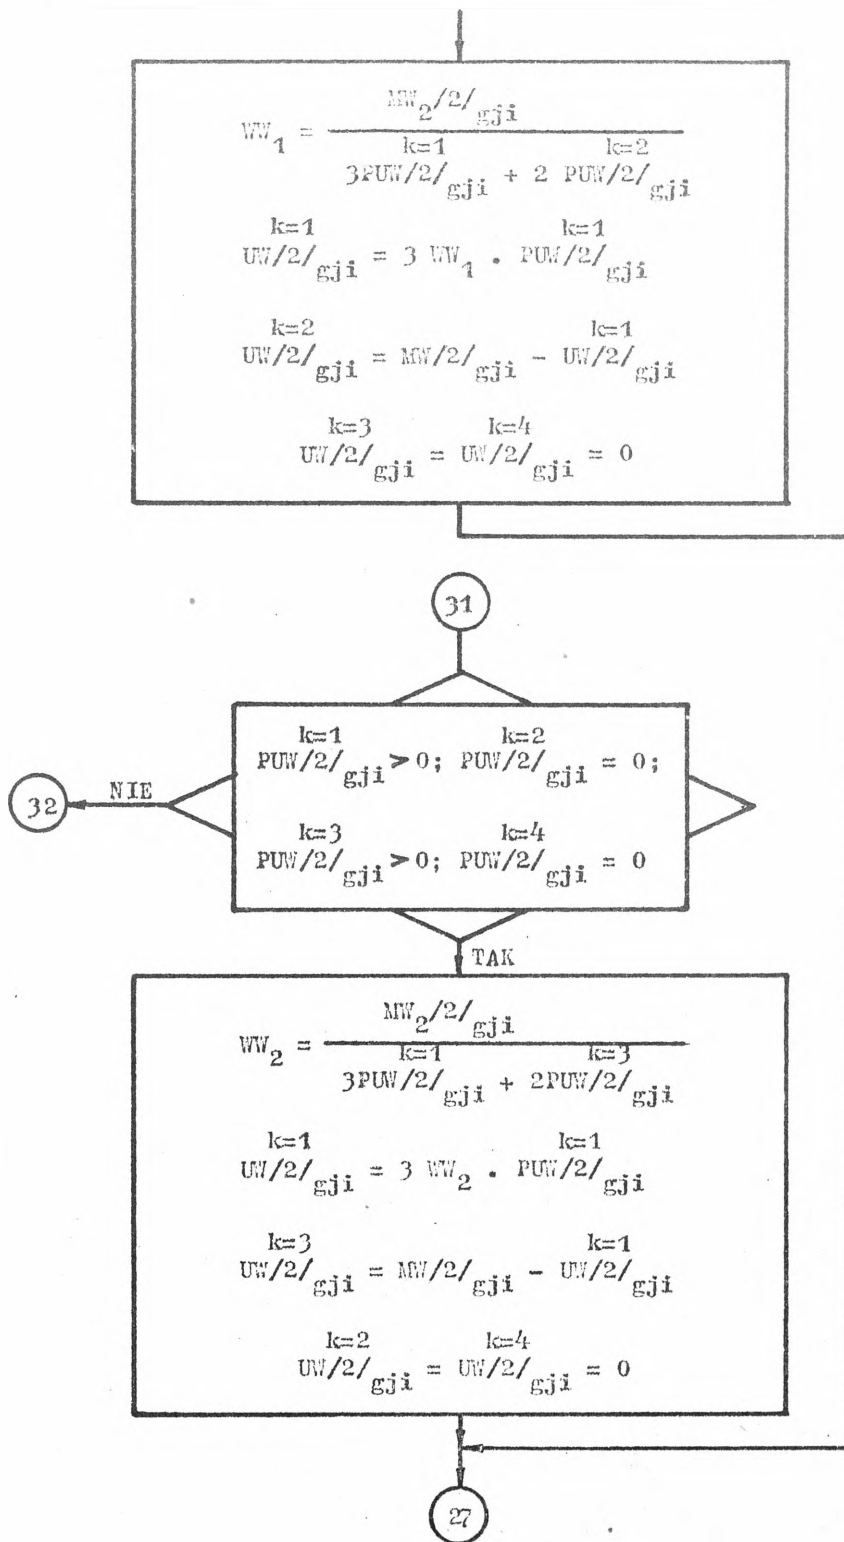 MW₂/2/gji
WW₁ =
k=1 k=2
3PUW/2/gji + 2 PUW/2/gji
k=1 k=1
UW/2/gji = 3 WW₁ . PUW/2/gji
k=2 k=1
UW/2/gji = MW/2/gji - UW/2/gji
k=3 k=4
UW/2/gji = UW/2/gji = 0
31
k=1 k=2
PUW/2/gji > 0; PUW/2/gji = 0;
32 NIE
k=3 k=4
PUW/2/gji > 0; PUW/2/gji = 0
TAK
MW₂/2/gji
WW₂ =
k=1 k=3
3PUW/2/gji + 2PUW/2/gji
k=1 k=1
UW/2/gji = 3 WW₂ . PUW/2/gji
k=3 k=1
UW/2/gji = MW/2/gji - UW/2/gji
k=2 k=4
UW/2/gji = UW/2/gji = 0
27